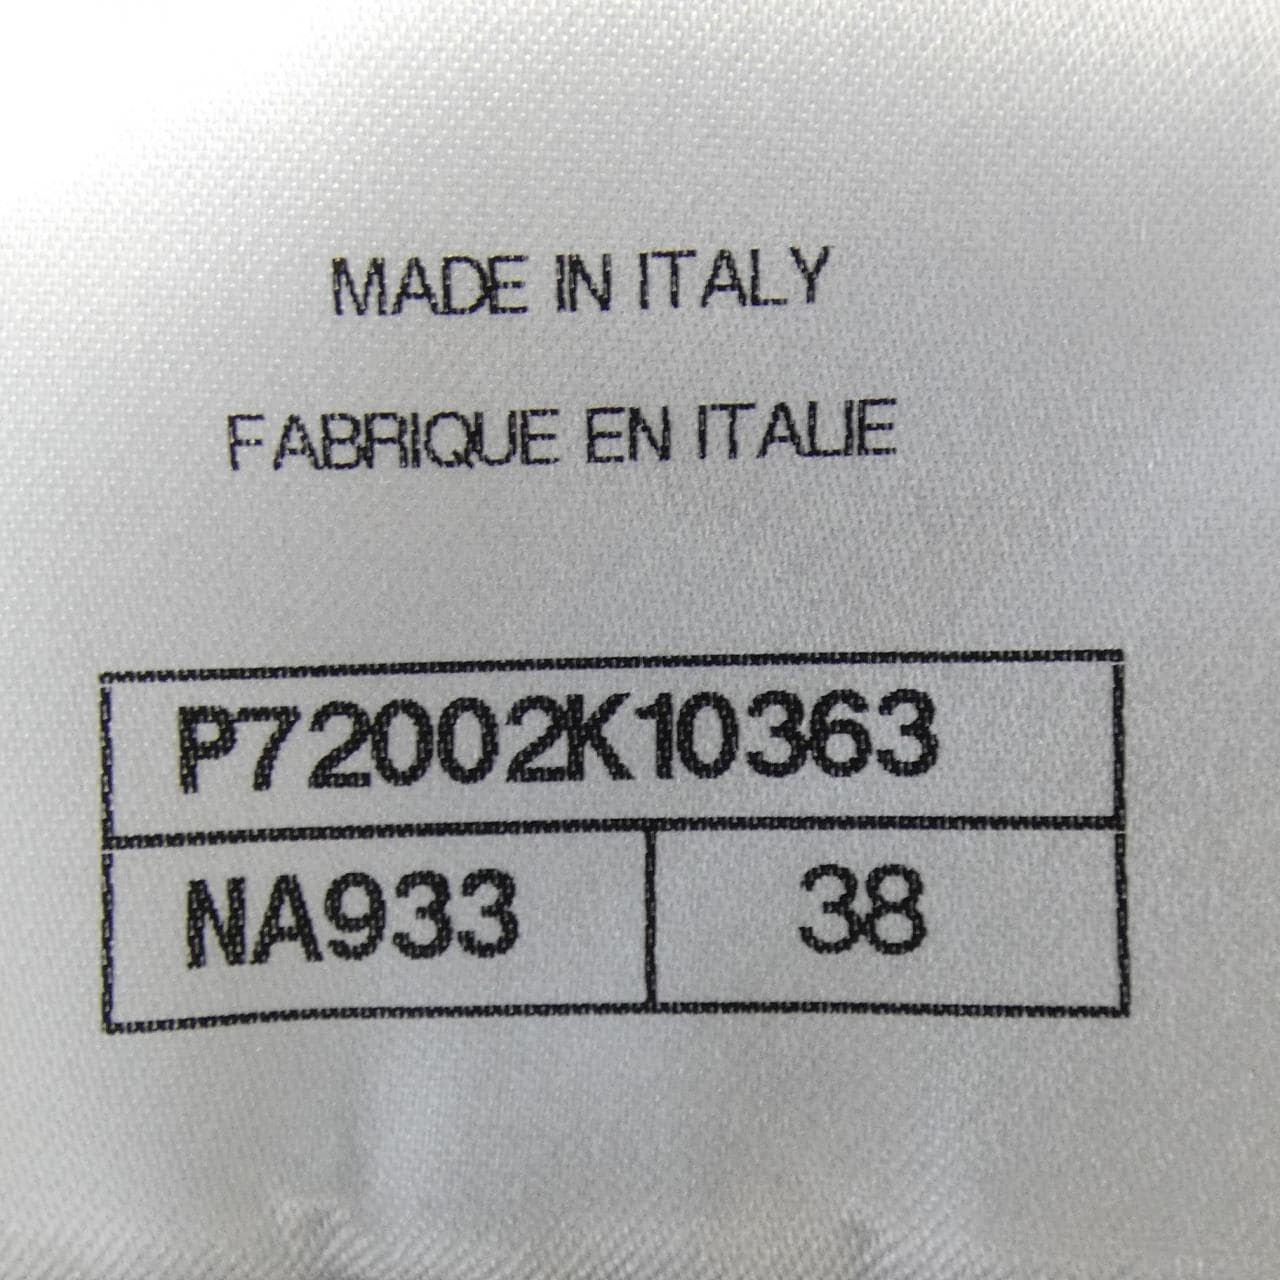 MADE IN ITALY
FABRIQUE EN ITALIE
P72002K10363
NA933 38